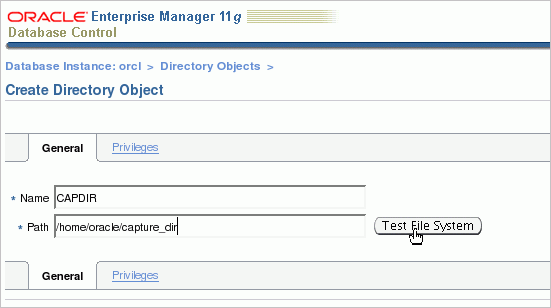 ORACLE Enterprise Manager 11g
Database Control
Database Instance: orcl > Directory Objects >
Create Directory Object
General Privileges
* Name CAPDIR
* Path /home/oracle/capture_dir Test File System
General Privileges